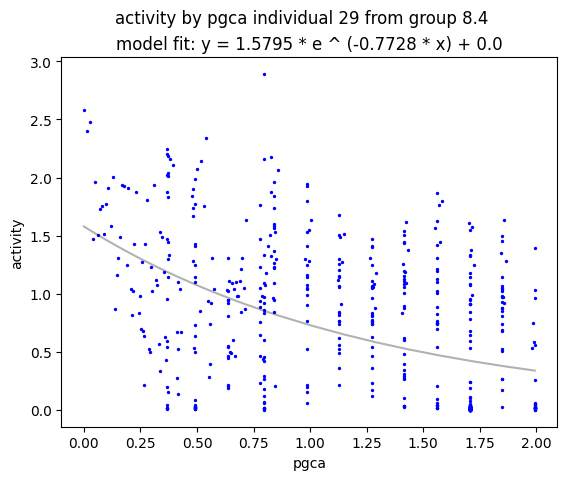 activity by pgca individual 29 from group 8.4
model fit: y = 1.5795 * e ^ (-0.7728 * x) + 0.0
3.0
2.5
2.0
1.5
1.0
0.5
0.0
activity
0.00 0.25 0.50 0.75 1.00 1.25 1.50 1.75 2.00
pgca